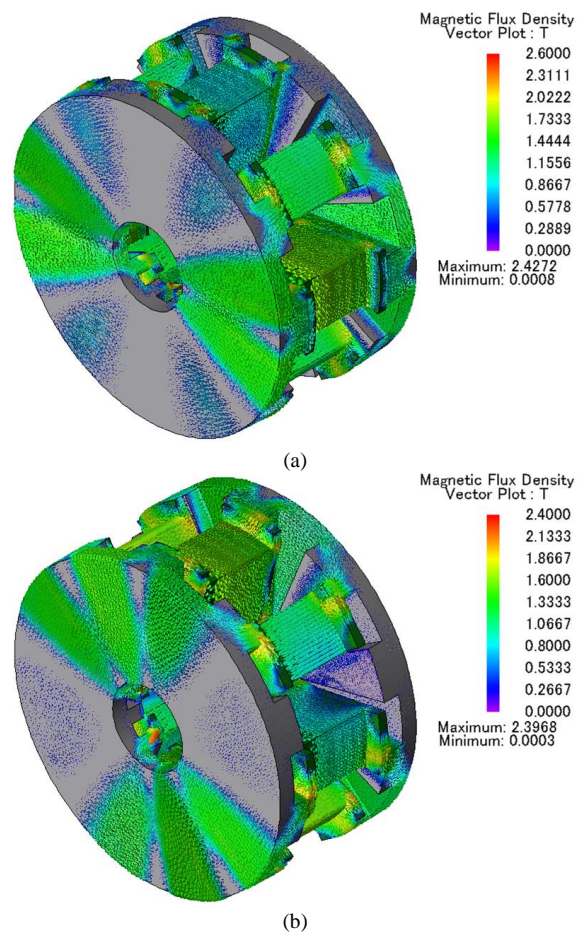 Magnetic Flux Density
Vector Plot : T
2.6000
2.3111
2.0222
1.7333
1.4444
1.1556
0.8667
0.5778
0.2889
0.0000
Maximum: 2.4272
Minimum: 0.0008
(a)
Magnetic Flux Density
Vector Plot : T
2.4000
2.1333
1.8667
1.6000
1.3333
1.0667
0.8000
0.5333
0.2667
0.0000
Maximum: 2.3968
Minimum: 0.0003
(b)